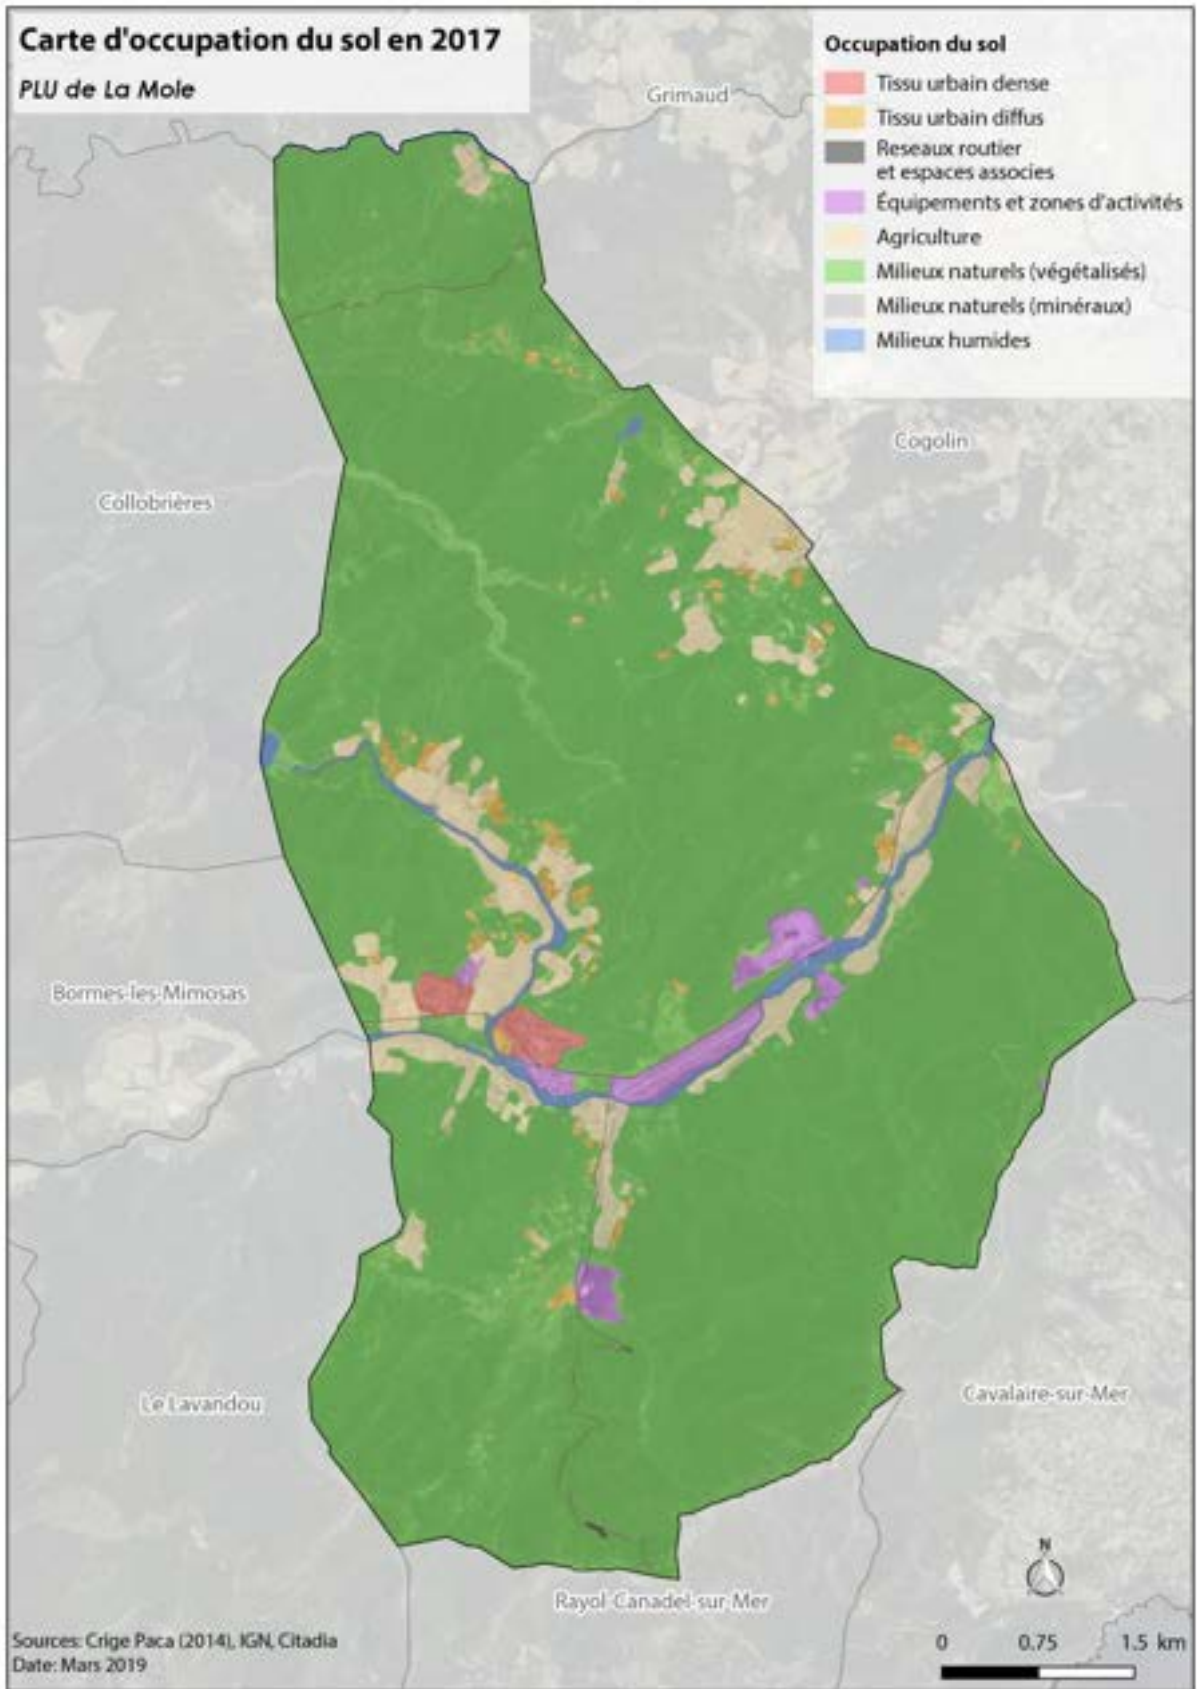 Carte d'occupation du sol en 2017
PLU de La Mole
Occupation du sol
Tissu urbain dense
Tissu urbain diffus
Reseaux routier
et espaces associes
Équipements et zones d'activités
Agriculture
Milieux naturels (végétalisés)
Milieux naturels (minéraux)
Milieux humides
Grimaud
Cogolin
Collobrières
Bormes-les-Mimosas
Le Lavandou
Cavalaire-sur-Mer
Rayol-Canadel-sur-Mer
N
Sources: Crige Paca (2014), IGN, Citadia
Date: Mars 2019
0 0.75 1.5 km